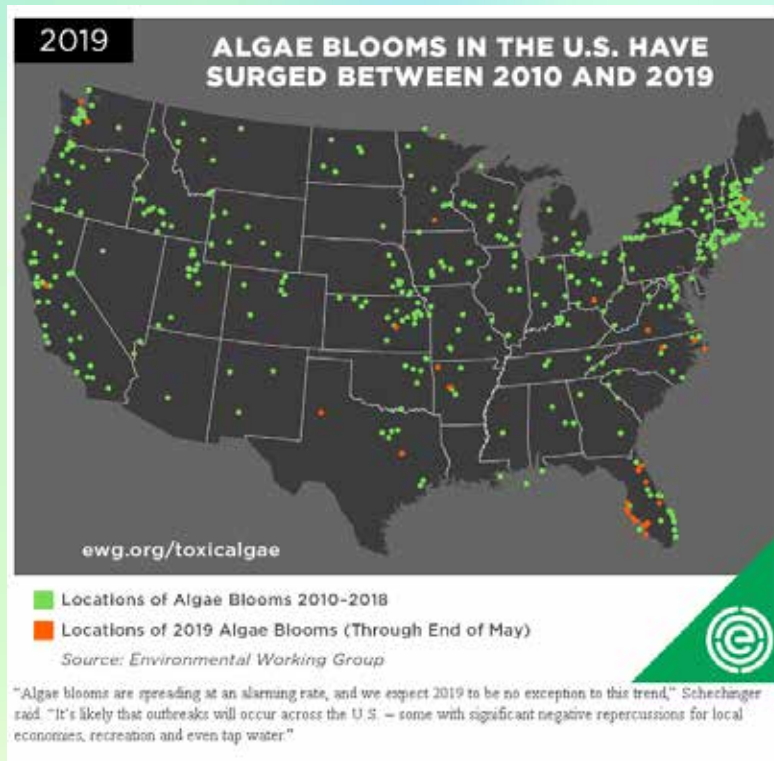 2019
ALGAE BLOOMS IN THE U.S. HAVE
SURGED BETWEEN 2010 AND 2019
ewg.org/toxicalgae
Locations of Algae Blooms 2010–2018
Locations of 2019 Algae Blooms (Through End of May)
Source: Environmental Working Group
"Algae blooms are spreading at an alarming rate, and we expect 2019 to be no exception to this trend," Schechinger
said. "It's likely that outbreaks will occur across the U.S. – some with significant negative repercussions for local
economies, recreation and even tap water."